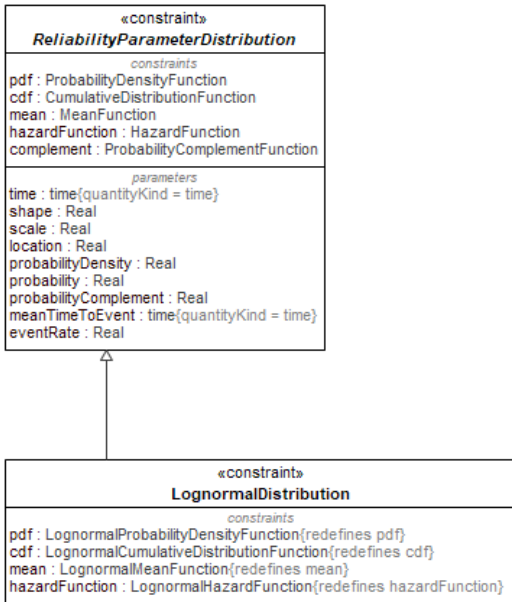 «constraint»
ReliabilityParameterDistribution
constraints
pdf : ProbabilityDensityFunction
cdf : CumulativeDistributionFunction
mean : MeanFunction
hazardFunction : HazardFunction
complement : ProbabilityComplementFunction
parameters
time : time{quantityKind = time}
shape : Real
scale : Real
location : Real
probabilityDensity : Real
probability : Real
probabilityComplement : Real
meanTimeToEvent : time{quantityKind = time}
eventRate : Real
«constraint»
LognormalDistribution
constraints
pdf : LognormalProbabilityDensityFunction{redefines pdf}
cdf : LognormalCumulativeDistributionFunction{redefines cdf}
mean : LognormalMeanFunction{redefines mean}
hazardFunction : LognormalHazardFunction{redefines hazardFunction}